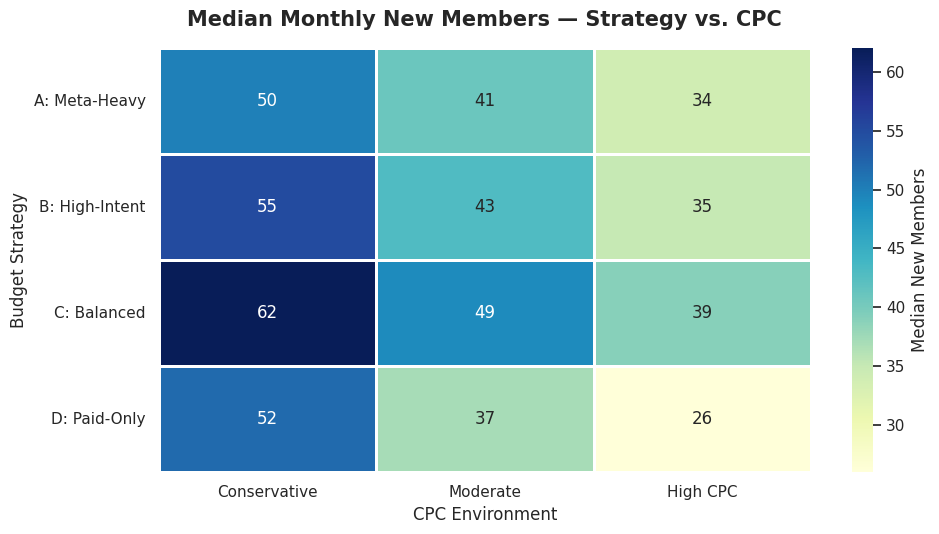 Median Monthly New Members — Strategy vs. CPC
Budget Strategy
A: Meta-Heavy 50 41 34
B: High-Intent 55 43 35
C: Balanced 62 49 39
D: Paid-Only 52 37 26
Conservative Moderate High CPC
CPC Environment
60
55
50
45
40
35
30
Median New Members